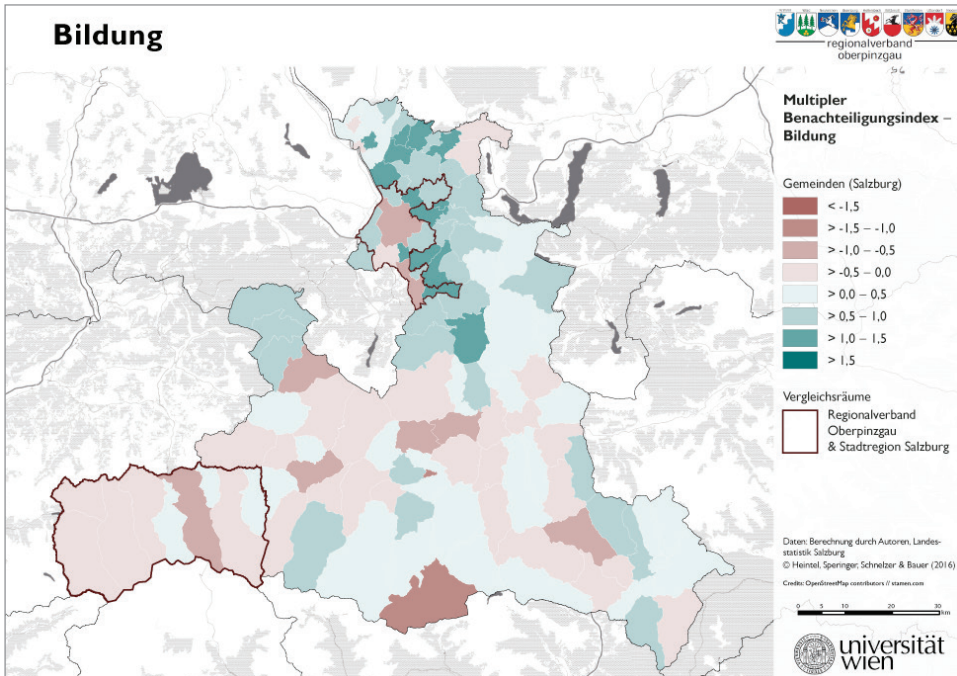 Bildung
regionalverband
oberpinzgau
Multipler
Benachteiligungsindex –
Bildung
Gemeinden (Salzburg)
< -1,5
> -1,5 – -1,0
> -1,0 – -0,5
> -0,5 – 0,0
> 0,0 – 0,5
> 0,5 – 1,0
> 1,0 – 1,5
> 1,5
Vergleichsräume
Regionalverband
Oberpinzgau
& Stadtregion Salzburg
Daten: Berechnung durch Autoren, Landes-
statistik Salzburg
© Heintel, Speringer, Schnelzer & Bauer (2016)
Credits: OpenStreetMap contributors // stamen.com
0 5 10 20 30
km
universität
wien